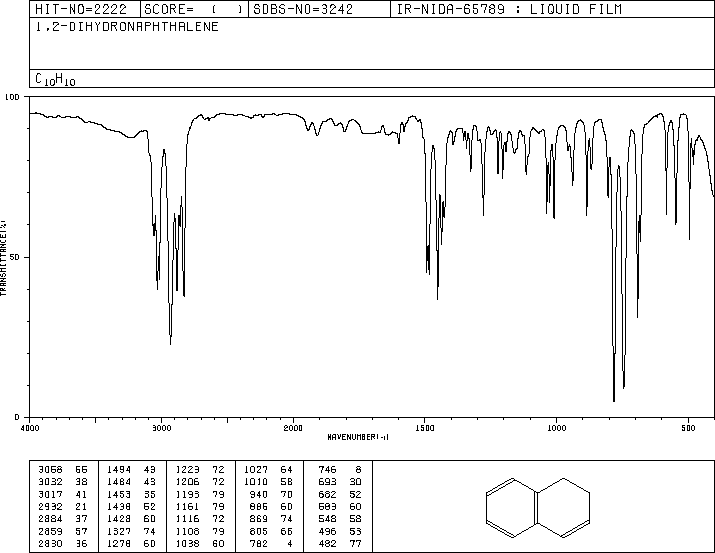 HIT-NO=2222 SCORE= ( ) SDBS-NO=3242 IR-NIDA-65789 : LIQUID FILM
1,2-DIHYDRONAPHTHALENE
C10H10
100
50
0
TRANSMITTANCE(%)
4000 3000 2000 1500 1000 500
WAVENUMBER(-1)
3068 66 1494 49 1223 72 1027 64 746 8
3032 38 1484 43 1206 72 1010 58 693 30
3017 41 1453 35 1193 79 940 70 682 52
2932 21 1438 52 1161 79 886 60 583 60
2884 37 1428 60 1116 72 869 74 548 58
2859 57 1327 74 1108 79 805 66 496 53
2830 36 1278 60 1038 60 782 4 482 77